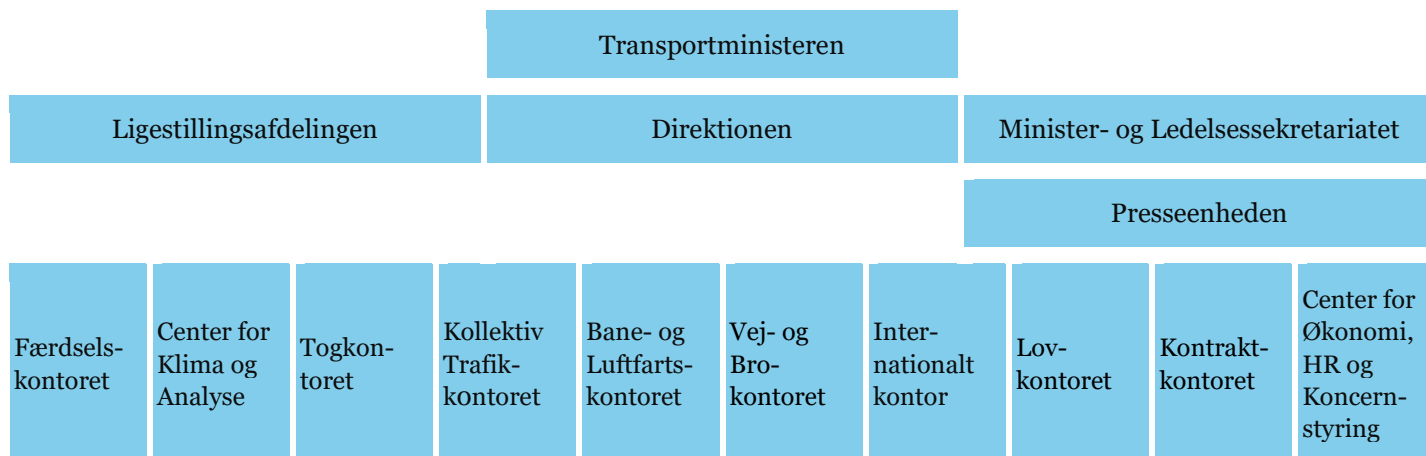 Transportministeren
Ligestillingsafdelingen
Direktionen
Minister- og Ledelsessekretariatet
Presseenheden
Færdsels-
kontoret
Center for
Klima og
Analyse
Togkon-
toret
Kollektiv
Trafik-
kontoret
Bane- og
Luftfarts-
kontoret
Vej- og
Bro-
kontoret
Inter-
nationalt
kontor
Lov-
kontoret
Kontrakt-
kontoret
Center for
Økonomi,
HR og
Koncern-
styring